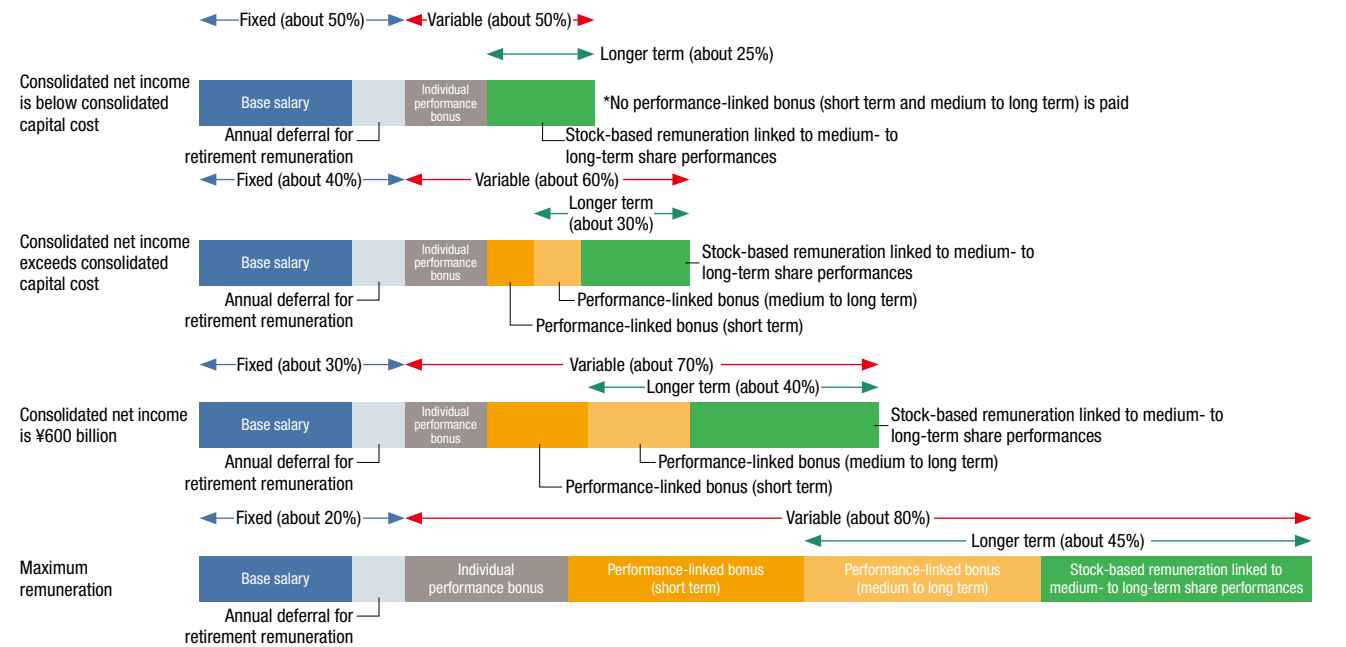 Fixed (about 50%)
Variable (about 50%)
Longer term (about 25%)
Consolidated net income
is below consolidated
capital cost
Base salary
Individual
performance
bonus
*No performance-linked bonus (short term and medium to long term) is paid
Annual deferral for
retirement remuneration
Stock-based remuneration linked to medium- to
long-term share performances
Fixed (about 40%)
Variable (about 60%)
Longer term
(about 30%)
Consolidated net income
exceeds consolidated
capital cost
Base salary
Individual
performance
bonus
Stock-based remuneration linked to medium- to
long-term share performances
Annual deferral for
retirement remuneration
Performance-linked bonus (medium to long term)
Performance-linked bonus (short term)
Fixed (about 30%)
Variable (about 70%)
Longer term (about 40%)
Consolidated net income
is ¥600 billion
Base salary
Individual
performance
bonus
Stock-based remuneration linked to medium- to
long-term share performances
Annual deferral for
retirement remuneration
Performance-linked bonus (medium to long term)
Performance-linked bonus (short term)
Fixed (about 20%)
Variable (about 80%)
Longer term (about 45%)
Maximum
remuneration
Base salary
Individual
performance bonus
Performance-linked bonus
(short term)
Performance-linked bonus
(medium to long term)
Stock-based remuneration linked to
medium- to long-term share performances
Annual deferral for
retirement remuneration